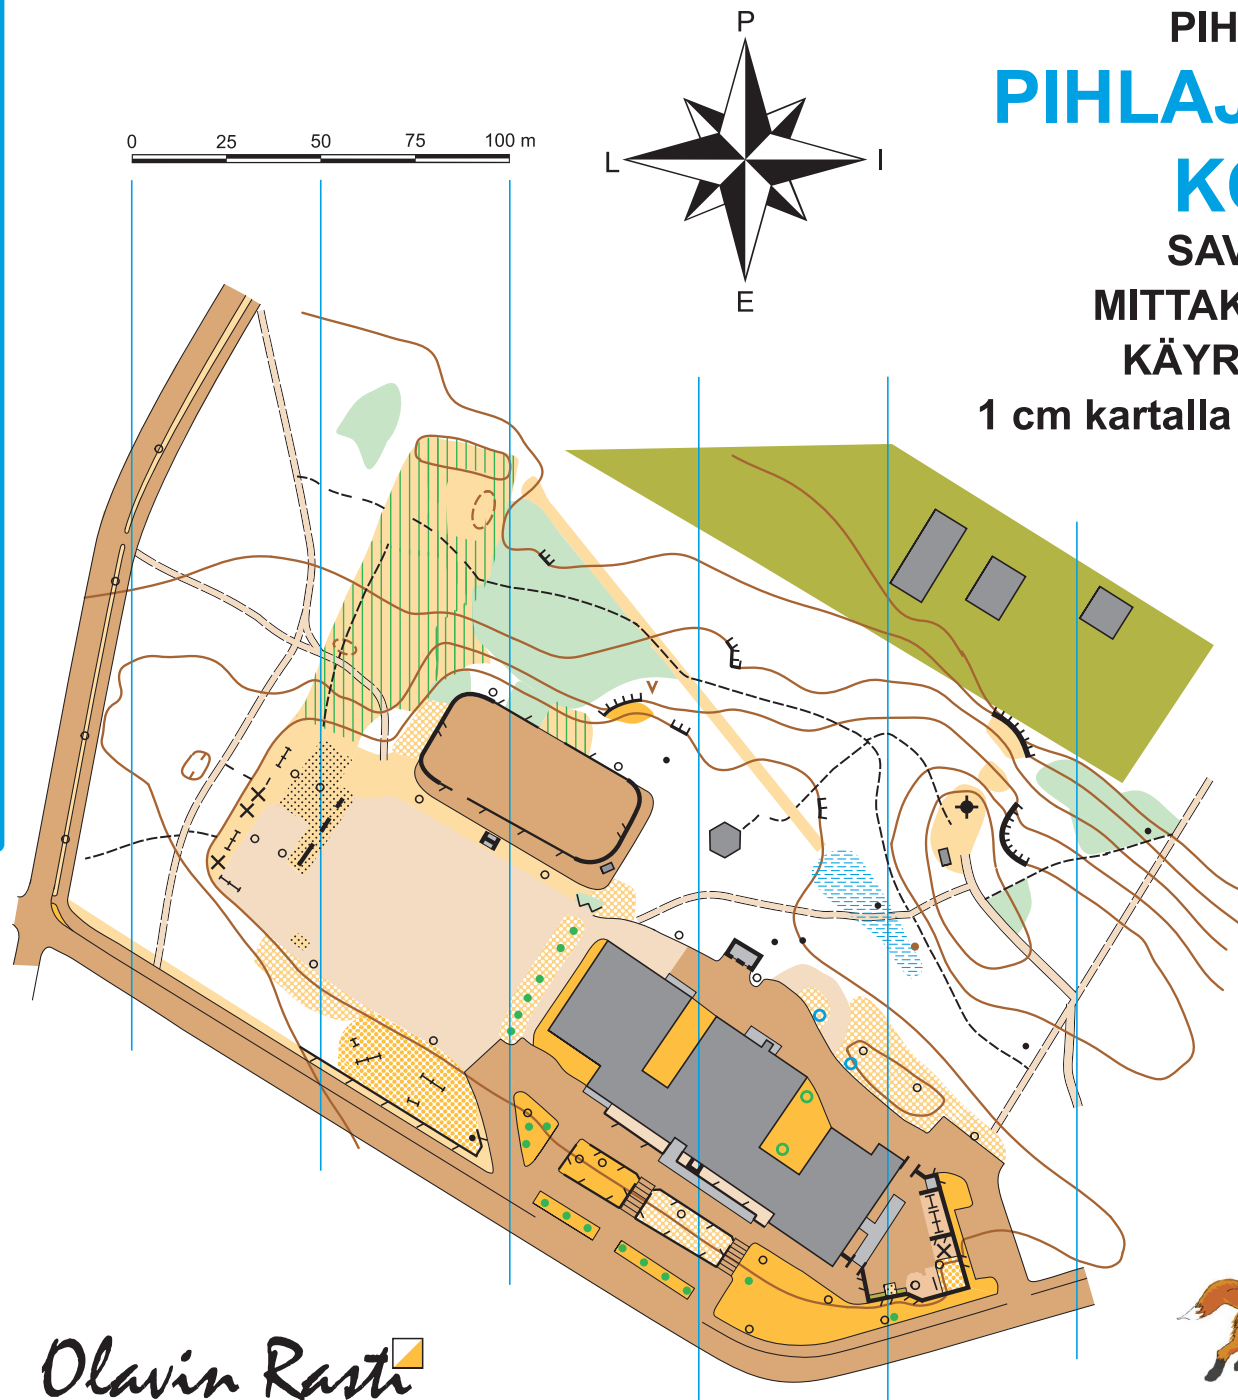 P
PIH
PIHLAJ
0 25 50 75 100 m
L I
KO
SAV
E
MITTAK
KÄYR
1 cm kartalla
Olavin Rasti